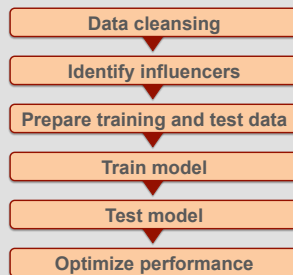 Data cleansing
Identify influencers
Prepare training and test data
Train model
Test model
Optimize performance